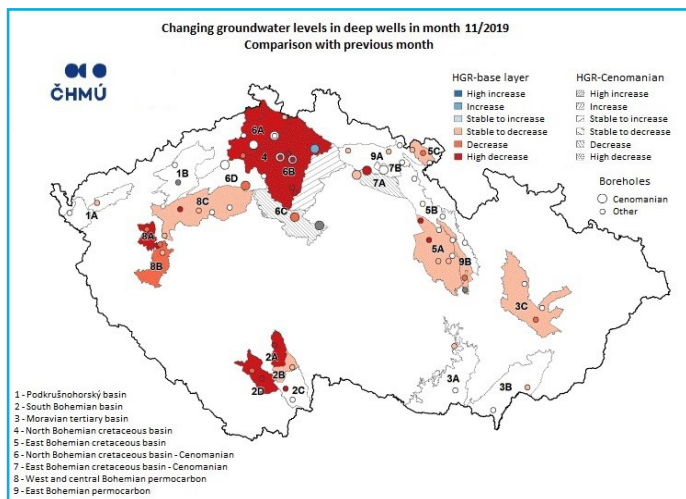 Changing groundwater levels in deep wells in month 11/2019
Comparison with previous month
ČHMÚ
HGR-base layer
High increase
Increase
Stable to increase
Stable to decrease
Decrease
High decrease
HGR-Cenomanian
High increase
Increase
Stable to increase
Stable to decrease
Decrease
High decrease
Boreholes
Cenomanian
Other
6A
4
6B
5C
9A
7B
7A
1B
6D
1A
8C
6C
5B
8A
8B
5A
9B
3C
2A
2B
2D
2C
3A
3B
1 - Podkrušnohorský basin
2 - South Bohemian basin
3 - Moravian tertiary basin
4 - North Bohemian cretaceous basin
5 - East Bohemian cretaceous basin
6 - North Bohemian cretaceous basin - Cenomanian
7 - East Bohemian cretaceous basin - Cenomanian
8 - West and central Bohemian permocarbon
9 - East Bohemian permocarbon